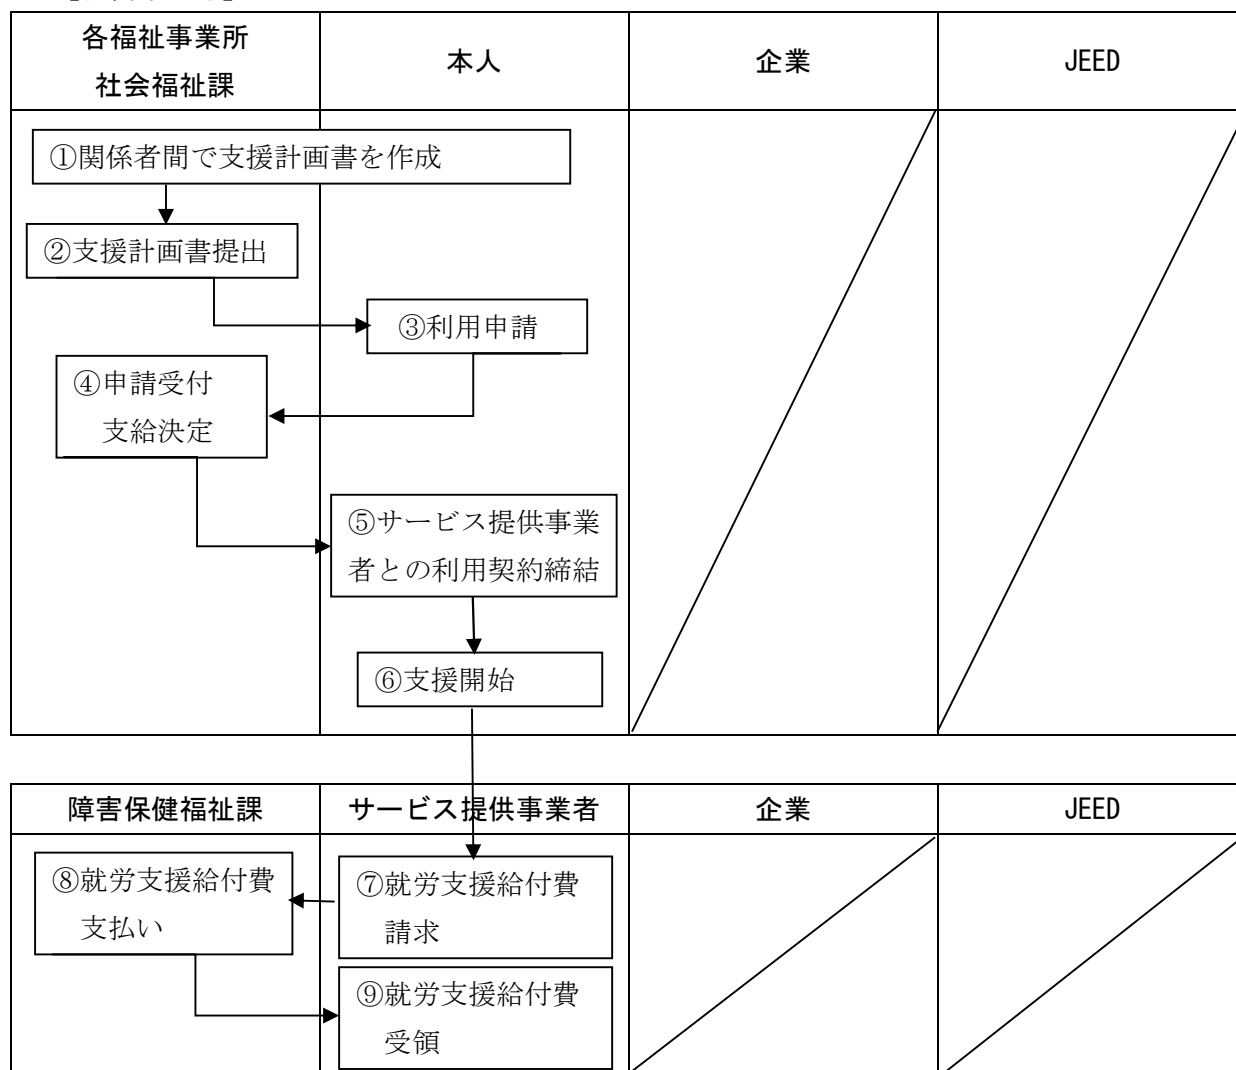 各福祉事業所
社会福祉課
本人
企業
JEED
①関係者間で支援計画書を作成
②支援計画書提出
③利用申請
④申請受付
支給決定
⑤サービス提供事業
者との利用契約締結
⑥支援開始
障害保健福祉課
サービス提供事業者
企業
JEED
⑧就労支援給付費
支払い
⑦就労支援給付費
請求
⑨就労支援給付費
受領